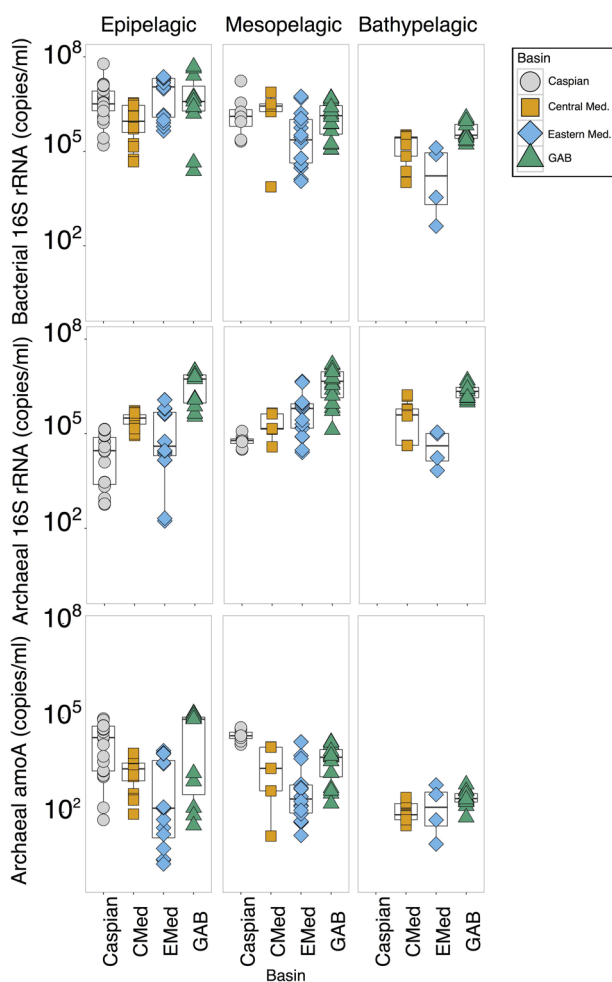 Epipelagic Mesopelagic Bathypelagic
Basin
Caspian
Central Med.
Eastern Med.
GAB
Bacterial 16S rRNA (copies/ml)
10^8
10^5
10^2
Archaeal 16S rRNA (copies/ml)
10^8
10^5
10^2
Archaeal amoA (copies/ml)
10^8
10^5
10^2
Caspian CMed EMed GAB Caspian CMed EMed GAB Caspian CMed EMed GAB
Basin